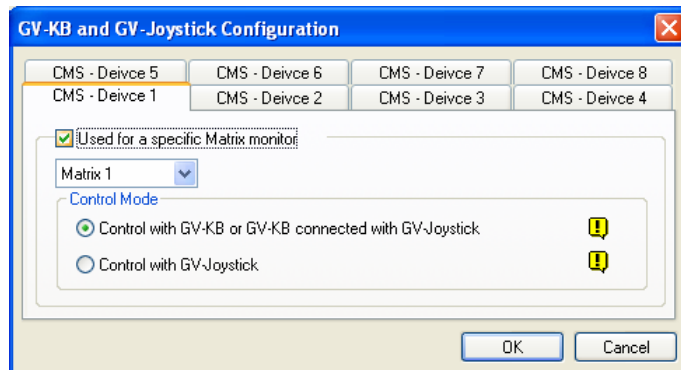 GV-KB and GV-Joystick Configuration
CMS - Deivce 5 CMS - Deivce 6 CMS - Deivce 7 CMS - Deivce 8
CMS - Deivce 1 CMS - Deivce 2 CMS - Deivce 3 CMS - Deivce 4
Used for a specific Matrix monitor
Matrix 1
Control Mode
Control with GV-KB or GV-KB connected with GV-Joystick
Control with GV-Joystick
OK Cancel